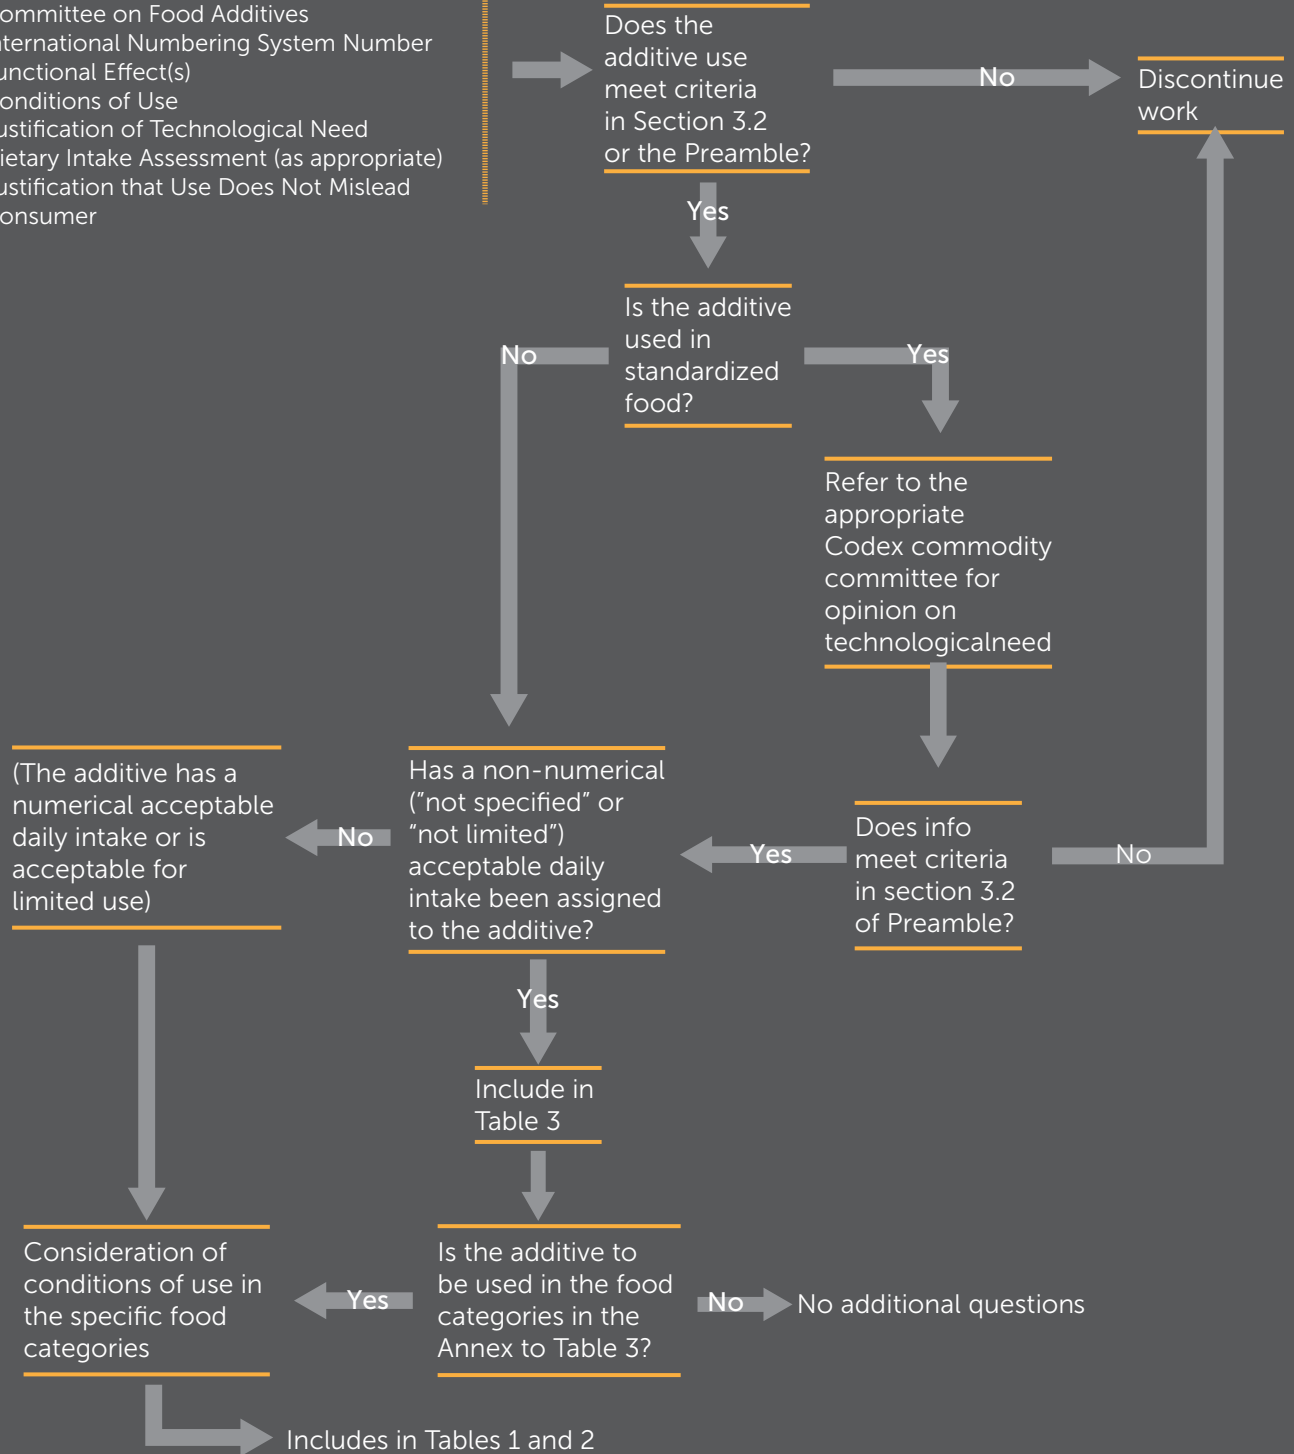 ommittee on Food Additives
nternational Numbering System Number
unctional Effect(s)
onditions of Use
ustification of Technological Need
ietary Intake Assessment (as appropriate)
ustification that Use Does Not Mislead
onsumer
Does the
additive use
meet criteria
in Section 3.2
or the Preamble?
No
Discontinue
work
Yes
Is the additive
used in
standardized
food?
No
Yes
Refer to the
appropriate
Codex commodity
committee for
opinion on
technologicalneed
Does info
meet criteria
in section 3.2
of Preamble?
No
Yes
Has a non-numerical
("not specified" or
“not limited”)
acceptable daily
intake been assigned
to the additive?
No
(The additive has a
numerical acceptable
daily intake or is
acceptable for
limited use)
Yes
Include in
Table 3
Is the additive to
be used in the food
categories in the
Annex to Table 3?
No
No additional questions
Yes
Consideration of
conditions of use in
the specific food
categories
Includes in Tables 1 and 2